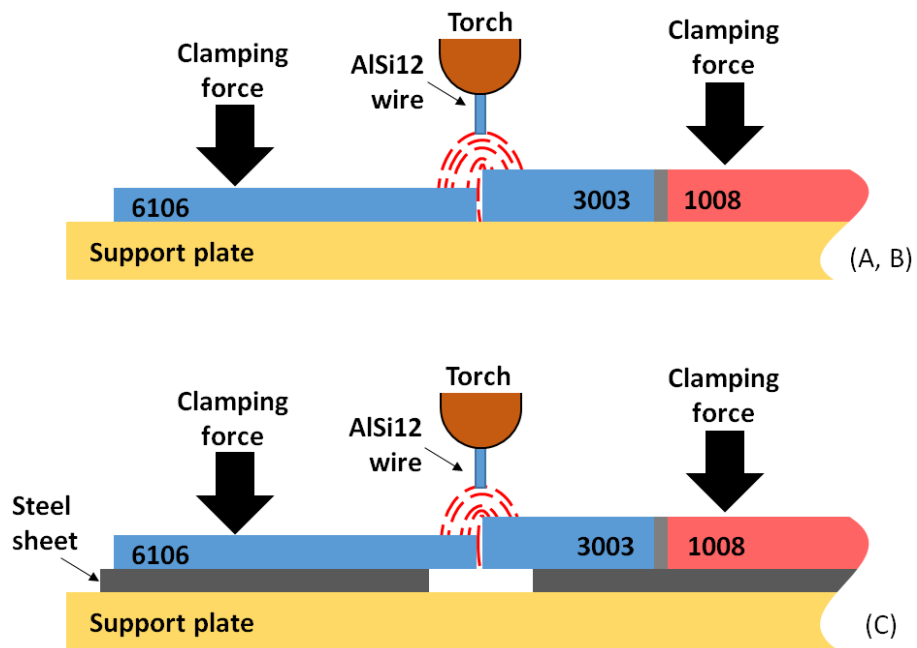 Torch
Clamping
force
AlSi12
wire
Clamping
force
6106
3003
1008
Support plate
(A, B)
Torch
Clamping
force
AlSi12
wire
Clamping
force
Steel
sheet
6106
3003
1008
Support plate
(C)